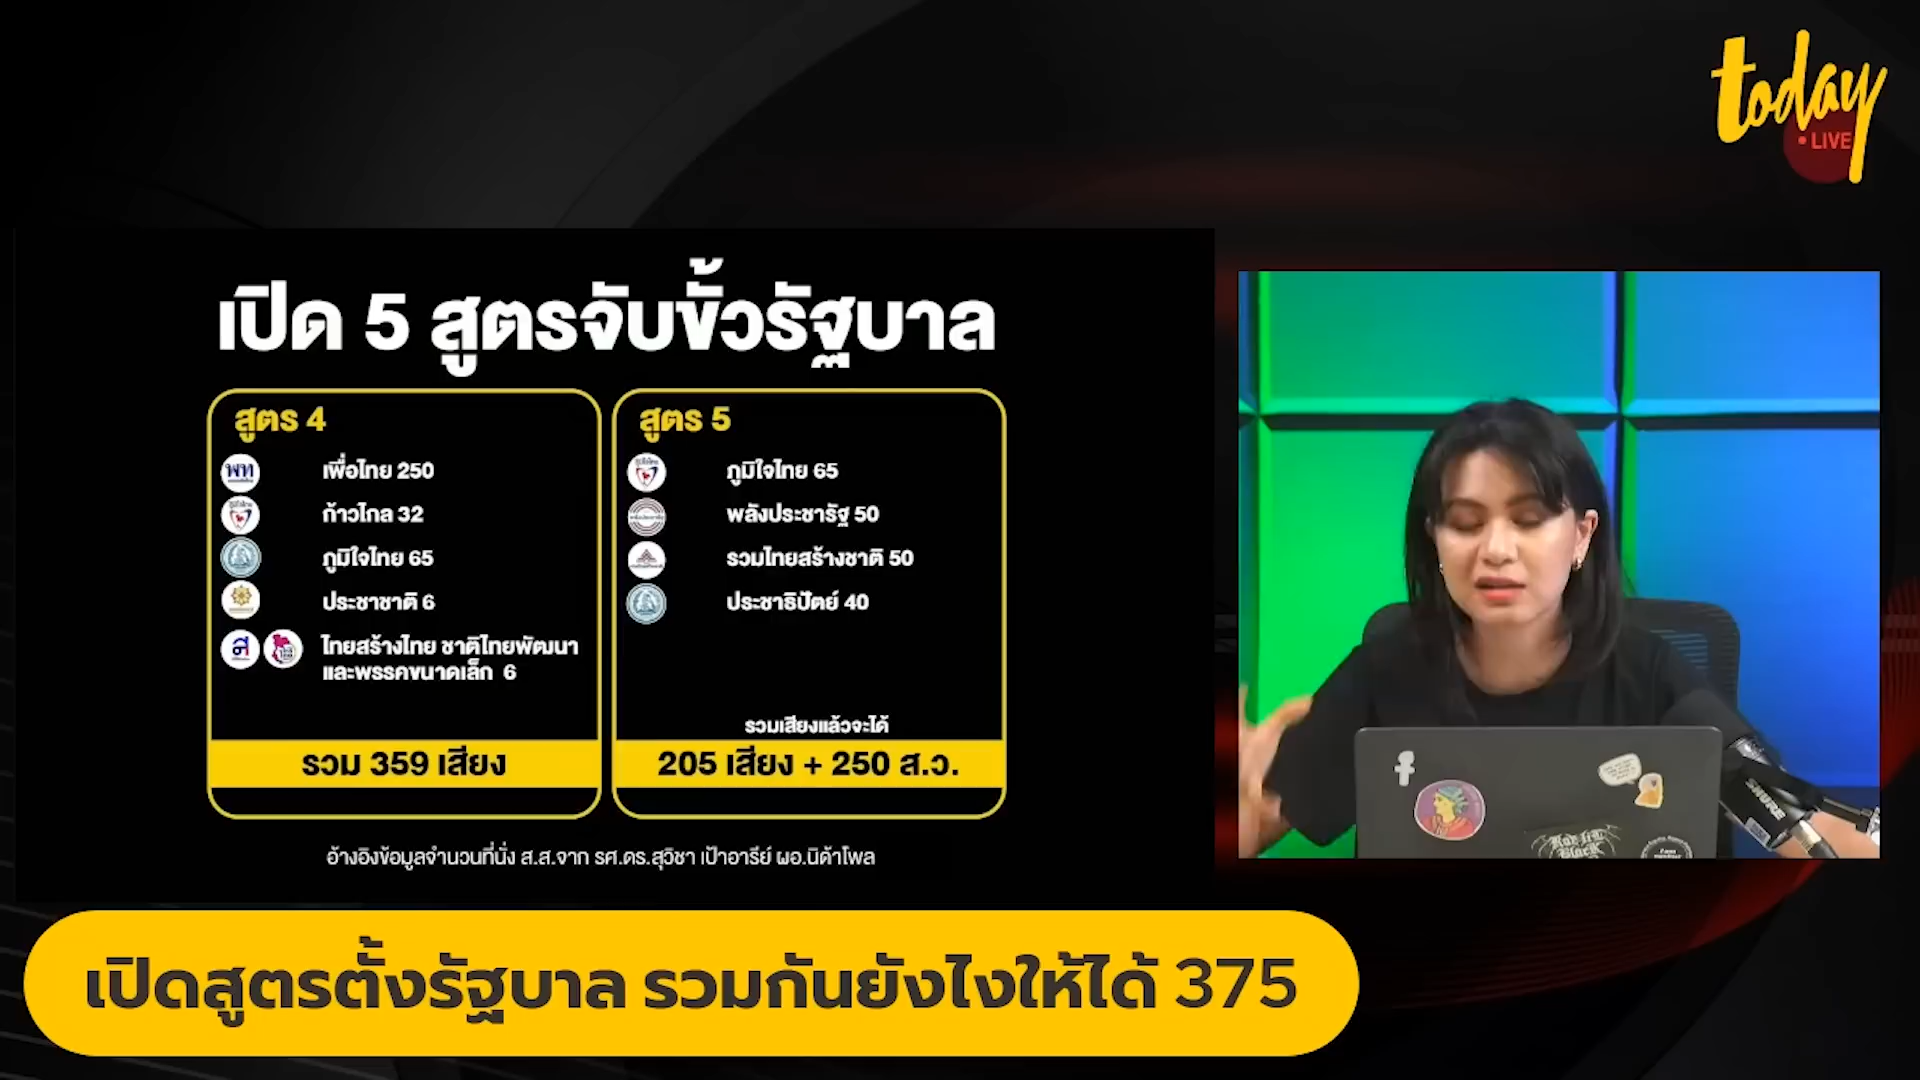 today
LIVE
เปิด 5 สูตรจับขั้วรัฐบาล
สูตร 4
พท
เพื่อไทย 250
ก้าวไกล 32
ภูมิใจไทย 65
ประชาชาติ 6
ไทยสร้างไทย ชาติไทยพัฒนา
และพรรคขนาดเล็ก 6
รวม 359 เสียง
สูตร 5
ภูมิใจไทย 65
พลังประชารัฐ 50
รวมไทยสร้างชาติ 50
ประชาธิปัตย์ 40
รวมเสียงแล้วจะได้
205 เสียง + 250 ส.ว.
อ้างอิงข้อมูลจำนวนที่นั่ง ส.ส.จาก รศ.ดร.สุวิชา เป้าอารีย์ ผอ.นิด้าโพล
SHURE
เปิดสูตรตั้งรัฐบาล รวมกันยังไงให้ได้ 375